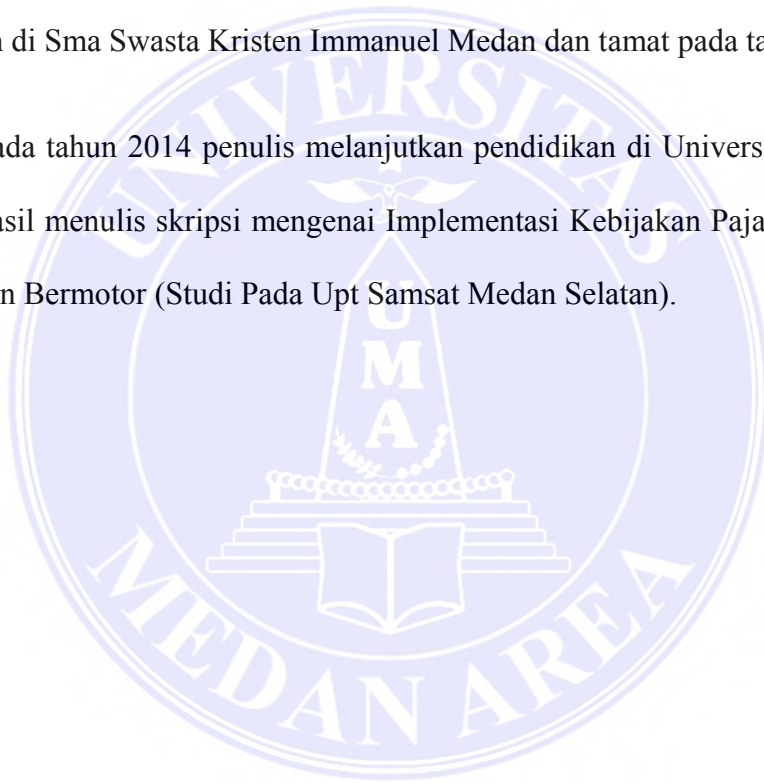 n di Sma Swasta Kristen Immanuel Medan dan tamat pada ta
ada tahun 2014 penulis melanjutkan pendidikan di Univers
asil menulis skripsi mengenai Implementasi Kebijakan Paja
n Bermotor (Studi Pada Upt Samsat Medan Selatan).
UNIVERSITAS
U
M
A
MEDAN AREA